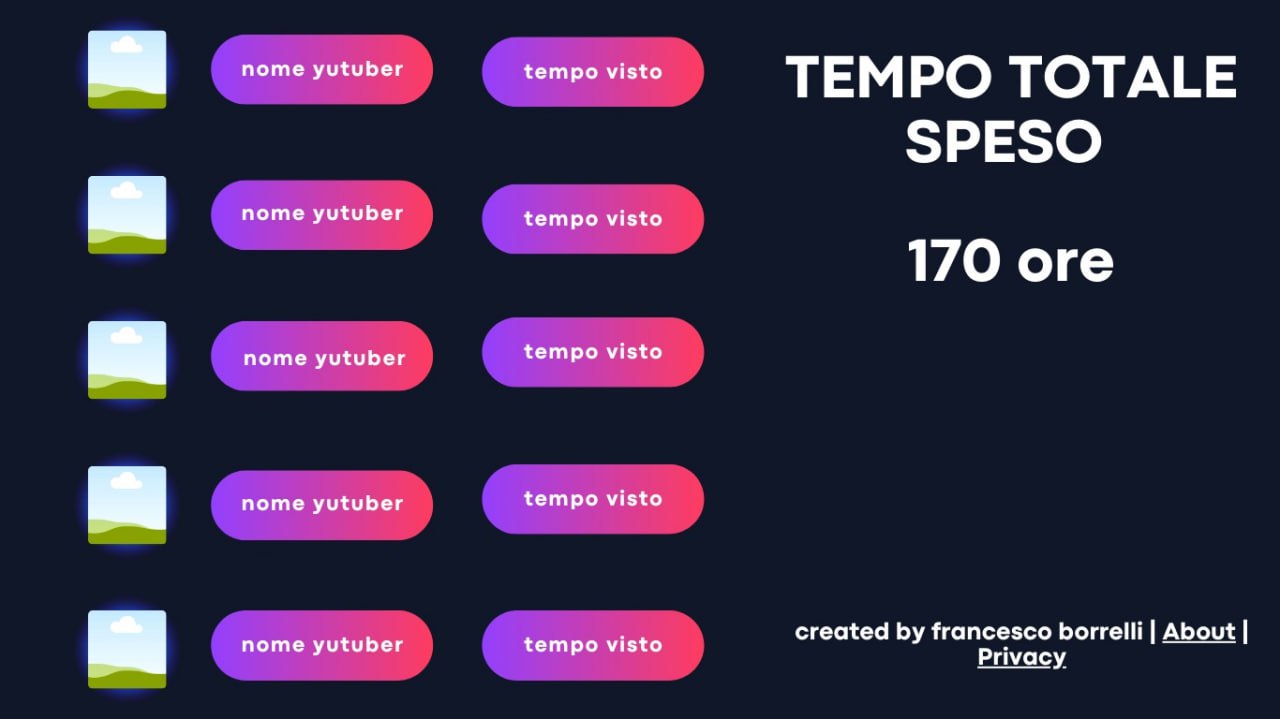 nome yutuber
tempo visto
nome yutuber
tempo visto
nome yutuber
tempo visto
nome yutuber
tempo visto
nome yutuber
tempo visto
TEMPO TOTALE
SPESO
170 ore
created by francesco borrelli | About |
Privacy